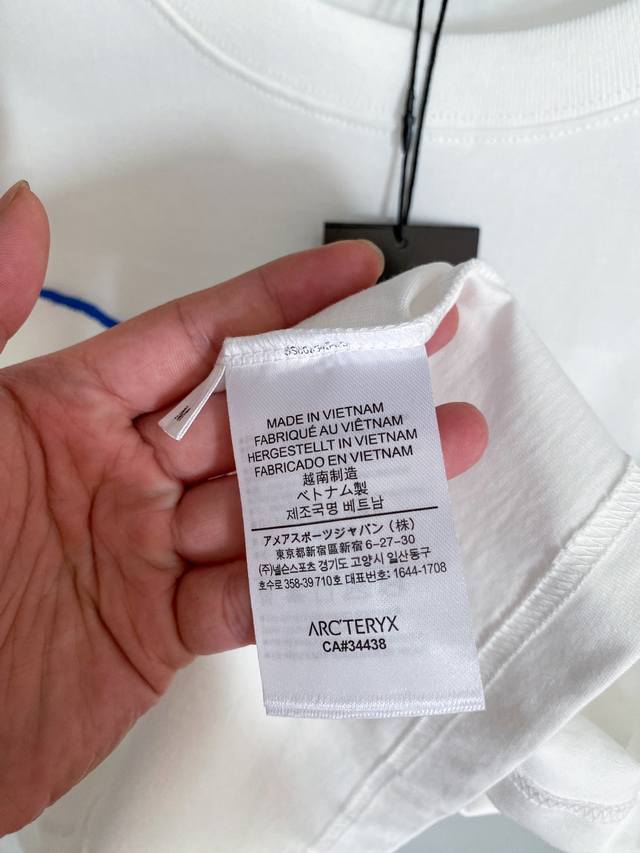 MADE IN VIETNAM
FABRIQUÉ AU VIÊTNAM
HERGESTELLT IN VIETNAM
FABRICADO EN VIETNAM
越南制造
ベトナム製
제조국명 베트남
アメアスポーツジャパン（株）
東京都新宿區新宿 6-27-30
(주)넬슨스포츠 경기도 고양시 일산동구
호수로 358-39 710호 대표번호: 1644-1708
ARC'TERYX
CA#34438